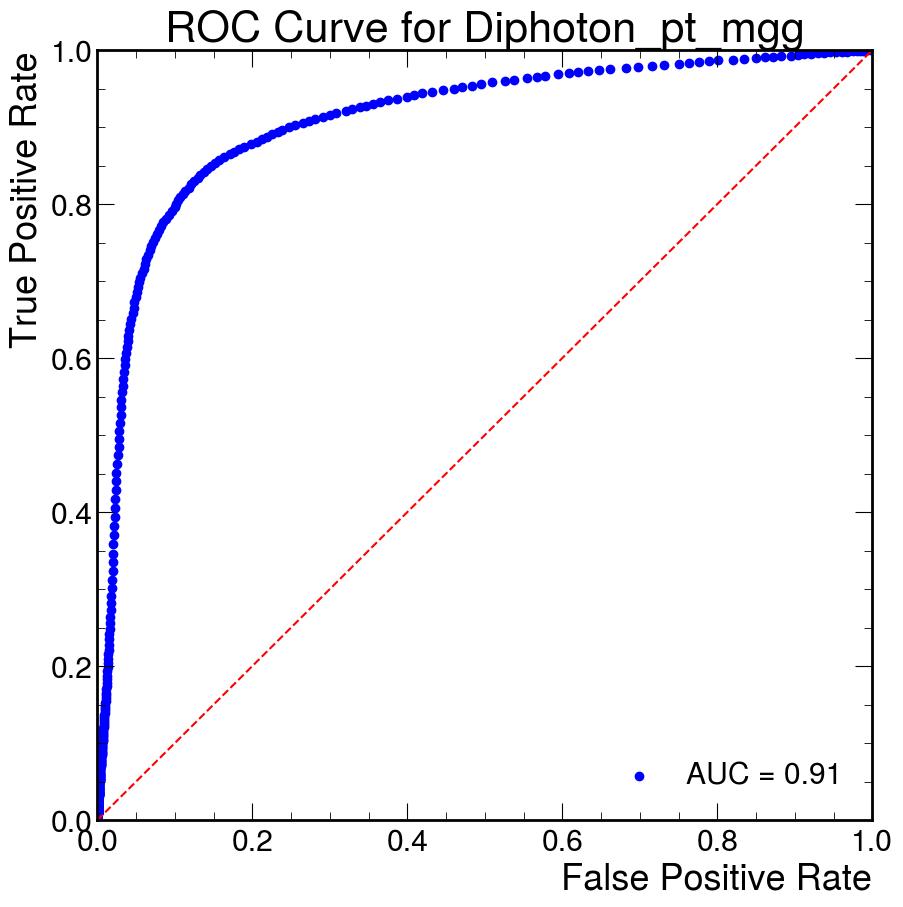 ROC Curve for Diphoton_pt_mgg
True Positive Rate
1.0
0.8
0.6
0.4
0.2
0.0
0.0 0.2 0.4 0.6 0.8 1.0
AUC = 0.91
False Positive Rate